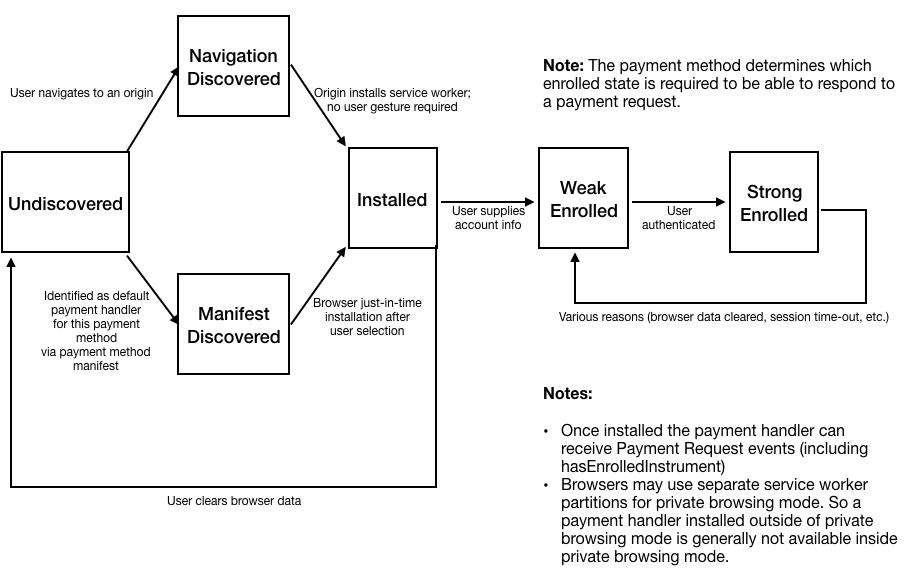 Navigation
Discovered
User navigates to an origin
Origin installs service worker;
no user gesture required
Note: The payment method determines which
enrolled state is required to be able to respond to
a payment request.
Undiscovered
Installed
User supplies
account info
Weak
Enrolled
User
authenticated
Strong
Enrolled
Identified as default
payment handler
for this payment
method
via payment method
manifest
Manifest
Discovered
Browser just-in-time
installation after
user selection
Various reasons (browser data cleared, session time-out, etc.)
User clears browser data
Notes:
• Once installed the payment handler can
receive Payment Request events (including
hasEnrolledInstrument)
• Browsers may use separate service worker
partitions for private browsing mode. So a
payment handler installed outside of private
browsing mode is generally not available inside
private browsing mode.